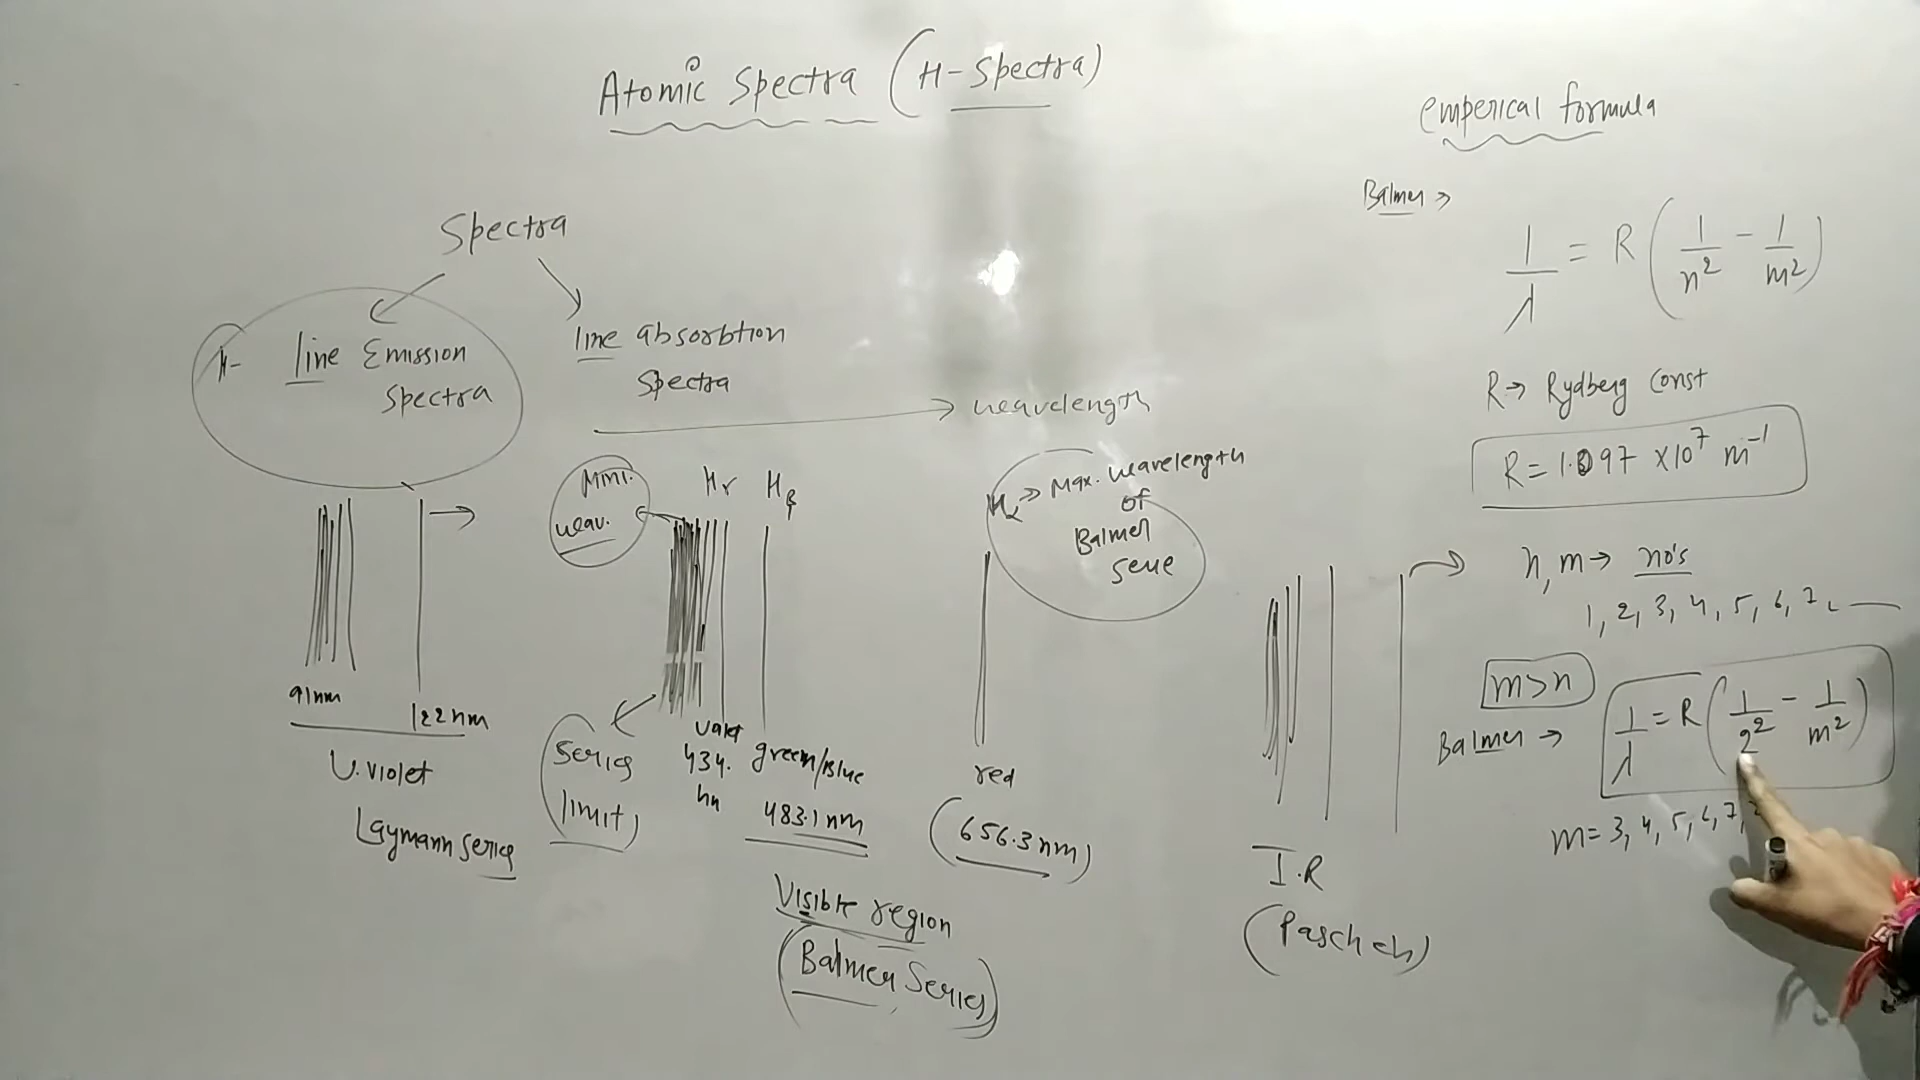 Atomic Spectra (H-Spectra)
Spectra
H- line Emission
Spectra
line absorbtion
Spectra
→ wavelength
Mini.
wav.
Hγ
Hβ
Hα → Max. wavelength
of
Balmer
serie
91nm
122nm
U.violet
Laymann Series
Series
limit
434.
nm
green/Blue
483.1 nm
red
(656.3nm)
Visible region
(Balmer Series)
I.R
(Paschen)
emperical formula
Balmer →
1/λ = R(1/n² - 1/m²)
R → Rydberg Const
R = 1.097 ×10⁷ m⁻¹
n, m → no's
1, 2, 3, 4, 5, 6, 7, —
m>n
Balmer → 1/λ = R(1/2² - 1/m²)
m = 3, 4, 5, 6, 7,